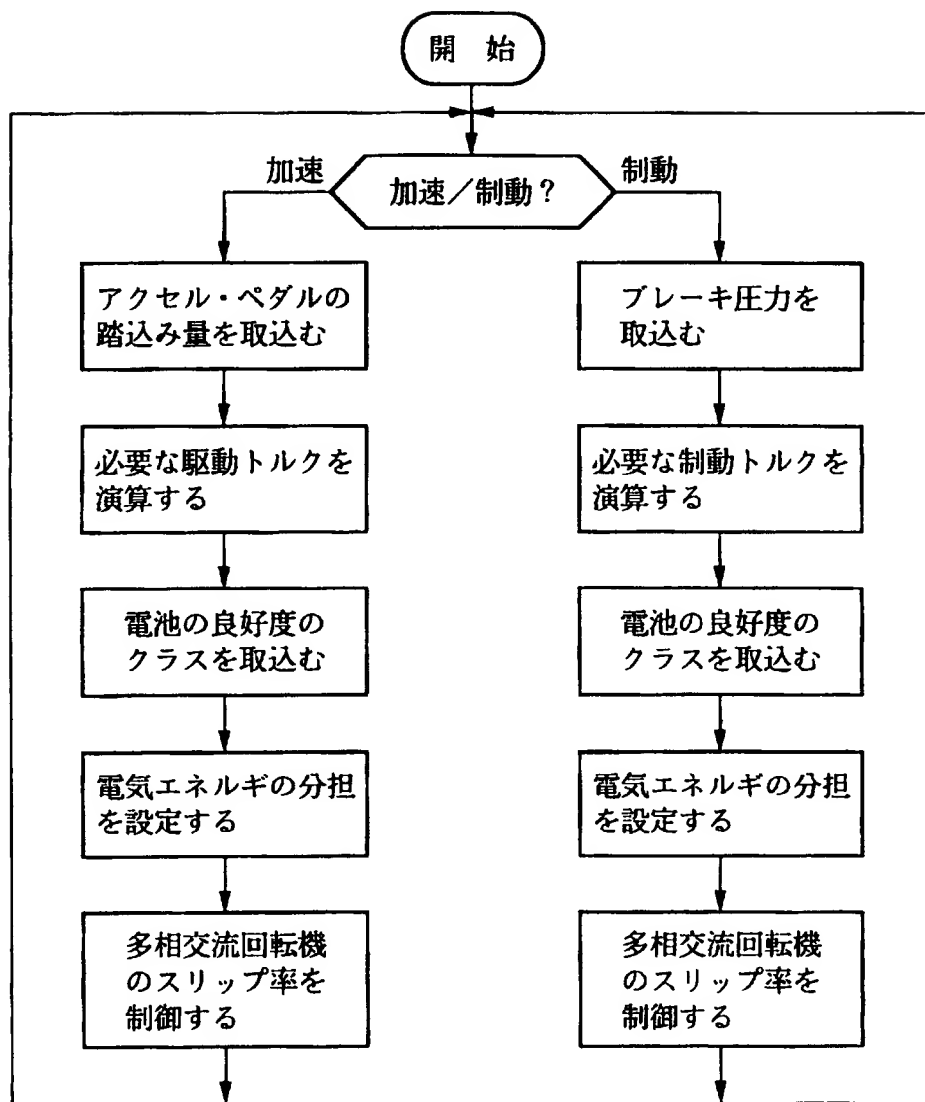 開 始
加速
加速／制動？
制動
アクセル・ペダルの
踏込み量を取込む
必要な駆動トルクを
演算する
電池の良好度の
クラスを取込む
電気エネルギの分担
を設定する
多相交流回転機
のスリップ率を
制御する
ブレーキ圧力を
取込む
必要な制動トルクを
演算する
電池の良好度の
クラスを取込む
電気エネルギの分担
を設定する
多相交流回転機
のスリップ率を
制御する